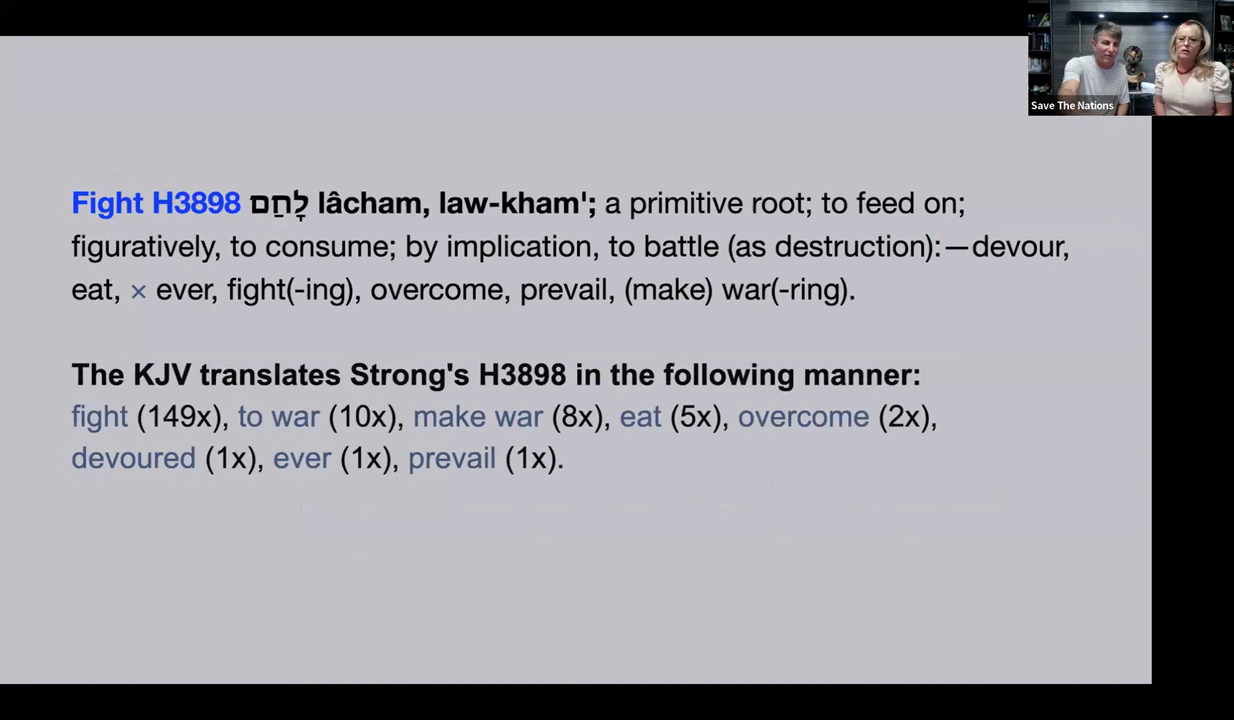 Save The Nations
Fight H3898 לָחַם lâcham, law-kham'; a primitive root; to feed on;
figuratively, to consume; by implication, to battle (as destruction):—devour,
eat, × ever, fight(-ing), overcome, prevail, (make) war(-ring).
The KJV translates Strong's H3898 in the following manner:
fight (149x), to war (10x), make war (8x), eat (5x), overcome (2x),
devoured (1x), ever (1x), prevail (1x).